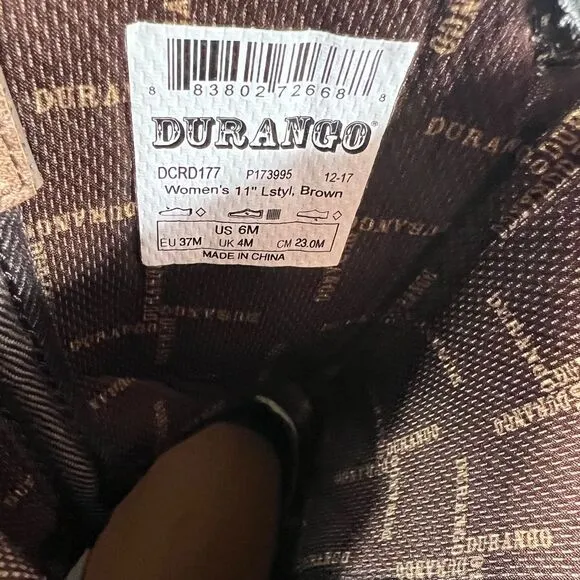 8 83802 72668 8
DURANGO®
DCRD177 P173995 12-17
Women's 11" Lstyl, Brown
US 6M
EU 37M UK 4M CM 23.0M
MADE IN CHINA
DURANGO
DURANGO
DURANGO
DURANGO
DURANGO
DURANGO